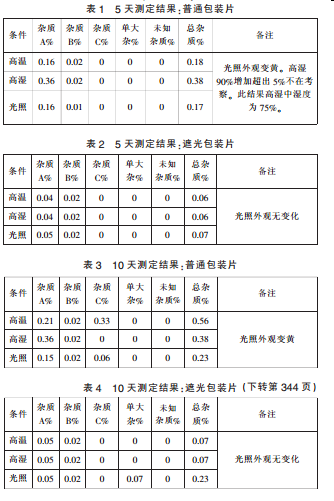 表1 5天测定结果:普通包装片
条件 杂质A% 杂质B% 杂质C% 单大杂% 未知杂质% 总杂质% 备注
高温 0.16 0.02 0 0 0 0.18
高湿 0.36 0.02 0 0 0 0.38
光照 0.16 0.01 0 0 0 0.17
光照外观变黄。高湿
90%增加超出5%不在考
察。此结果高湿中湿度
为75%。
表2 5天测定结果:遮光包装片
条件 杂质A% 杂质B% 杂质C% 单大杂% 未知杂质% 总杂质% 备注
高温 0.04 0.02 0 0 0 0.06
高湿 0.04 0.02 0 0 0 0.06
光照 0.05 0.02 0 0 0 0.07
光照外观无变化
表3 10天测定结果:普通包装片
条件 杂质A% 杂质B% 杂质C% 单大杂% 未知杂质% 总杂质% 备注
高温 0.21 0.02 0.33 0 0 0.56
高湿 0.36 0.02 0 0 0 0.38
光照 0.15 0.02 0.06 0 0 0.23
光照外观变黄
表4 10天测定结果:遮光包装片(下转第344页)
条件 杂质A% 杂质B% 杂质C% 单大杂% 未知杂质% 总杂质% 备注
高温 0.05 0.02 0 0 0 0.07
高湿 0.05 0.02 0 0 0 0.07
光照 0.05 0.02 0 0.07 0 0.23
光照外观无变化